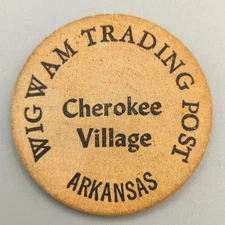 WIGWAM TRADING POST
Cherokee
Village
ARKANSAS